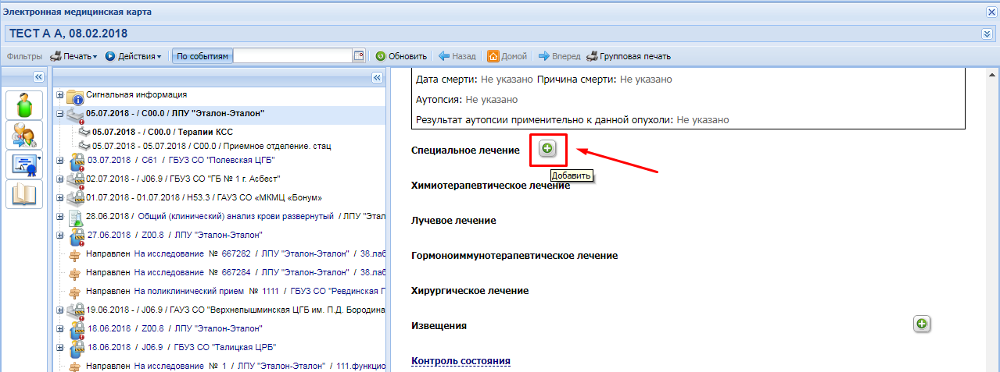 Электронная медицинская карта
ТЕСТ А А, 08.02.2018
Фильтры Печать Действия По событиям Обновить Назад Домой Вперед Групповая печать
Сигнальная информация
05.07.2018 - / C00.0 / ЛПУ "Эталон-Эталон"
05.07.2018 - / C00.0 / Терапии КСС
05.07.2018 - 05.07.2018 / C00.0 / Приемное отделение. стац
03.07.2018 / C61 / ГБУЗ СО "Полевская ЦГБ"
02.07.2018 - / J06.9 / ГБУЗ СО "ГБ № 1 г. Асбест"
01.07.2018 - 01.07.2018 / H53.3 / ГАУЗ СО «МКМЦ «Бонум»
28.06.2018 / Общий (клинический) анализ крови развернутый / ЛПУ "Этал
27.06.2018 / Z00.8 / ЛПУ "Эталон-Эталон"
Направлен На исследование № 667282 / ЛПУ "Эталон-Эталон" / 38.лаб
Направлен На исследование № 667284 / ЛПУ "Эталон-Эталон" / 38.лаб
Направлен На поликлинический прием № 1111 / ГБУЗ СО "Ревдинская Г
19.06.2018 - / J06.9 / ГАУЗ СО "Верхнепышминская ЦГБ им. П.Д. Бородина
18.06.2018 / Z00.8 / ЛПУ "Эталон-Эталон"
18.06.2018 / J06.9 / ГБУЗ СО "Талицкая ЦРБ"
Направлен На исследование № 1 / ЛПУ "Эталон-Эталон" / 111.функцио
Дата смерти: Не указано Причина смерти: Не указано
Аутопсия: Не указано
Результат аутопсии применительно к данной опухоли: Не указано
Специальное лечение
Добавить
Химиотерапевтическое лечение
Лучевое лечение
Гормоноиммунотерапевтическое лечение
Хирургическое лечение
Извещения
Контроль состояния